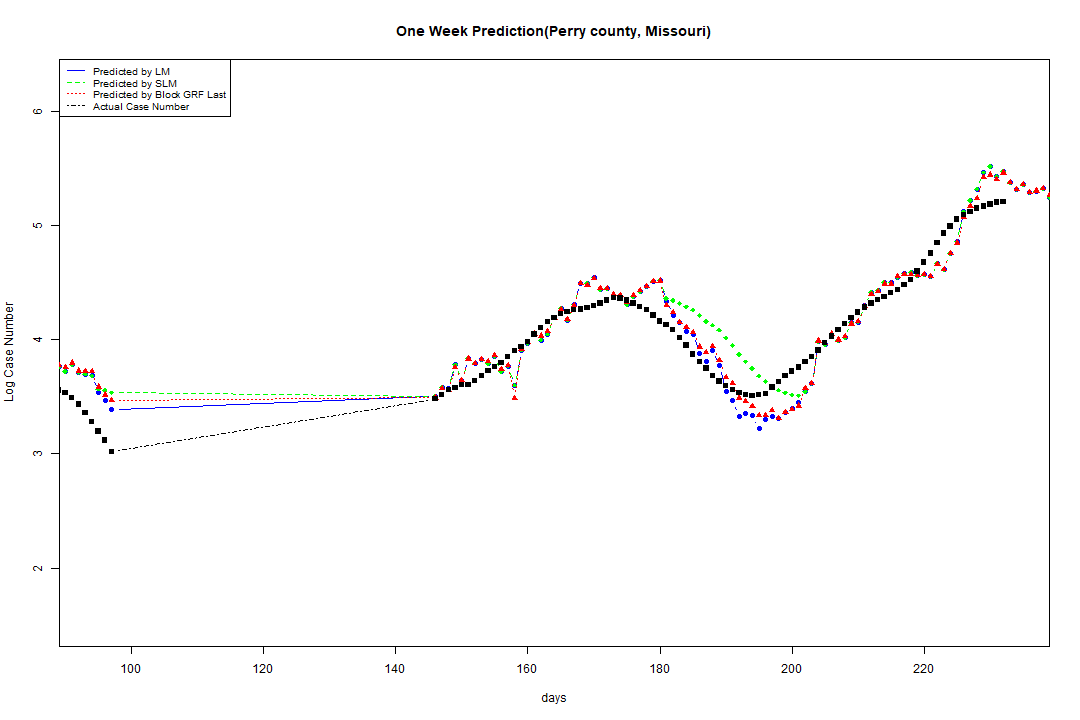 One Week Prediction(Perry county, Missouri)
Predicted by LM
Predicted by SLM
Predicted by Block GRF Last
Actual Case Number
Log Case Number
6
5
4
3
2
100 120 140 160 180 200 220
days